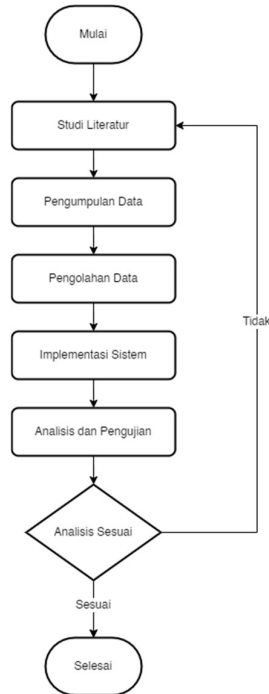 Mulai
Studi Literatur
Pengumpulan Data
Pengolahan Data
Implementasi Sistem
Tidak
Analisis dan Pengujian
Analisis Sesuai
Sesuai
Selesai